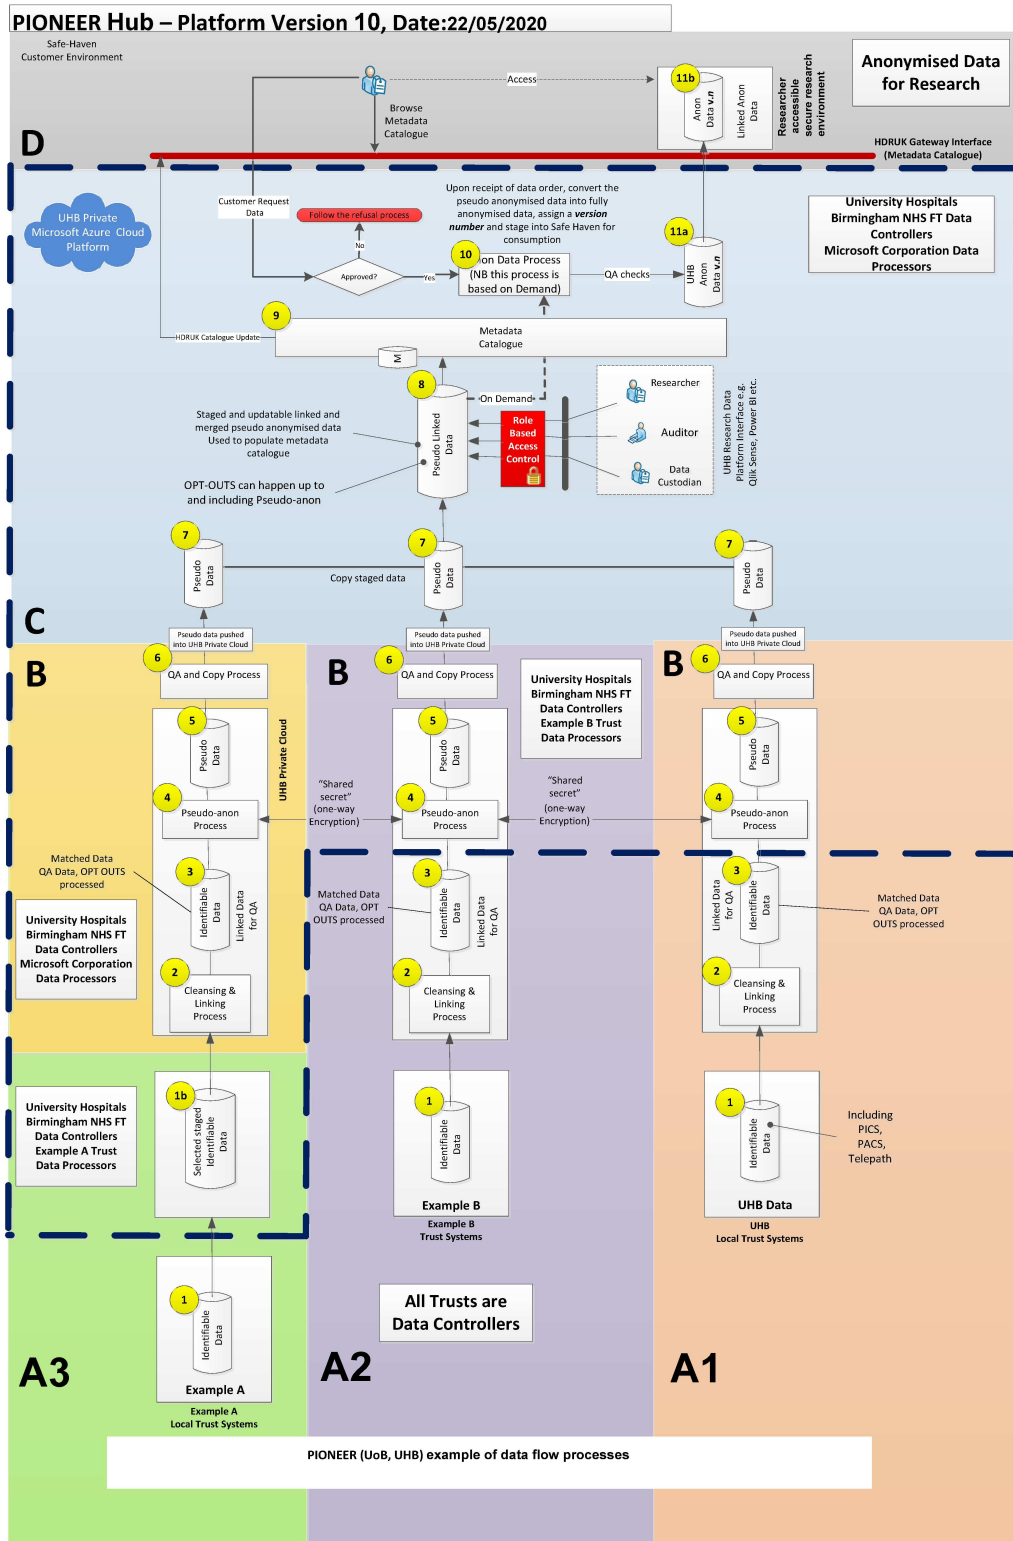 PIONEER Hub – Platform Version 10, Date:22/05/2020
Safe-Haven
Customer Environment
Anonymised Data
for Research
Access
11b
Anon
Data v.n
Linked Anon
Data
Researcher
accessible
secure research
environment
Browse
Metadata
Catalogue
D
HDRUK Gateway Interface
(Metadata Catalogue)
UHB Private
Microsoft Azure Cloud
Platform
Customer Request
Data
Follow the refusal process
No
Approved?
Yes
Upon receipt of data order, convert the
pseudo anonymised data into fully
anonymised data, assign a version
number and stage into Safe Haven for
consumption
10
on Data Process
(NB this process is
based on Demand)
QA checks
11a
UHB
Anon
Data v.n
University Hospitals
Birmingham NHS FT Data
Controllers
Microsoft Corporation Data
Processors
9
HDRUK Catalogue Update
Metadata
Catalogue
M
8
Pseudo Linked
Data
On Demand
Staged and updatable linked and
merged pseudo anonymised data
Used to populate metadata
catalogue
OPT-OUTS can happen up to
and including Pseudo-anon
Role
Based
Access
Control
Researcher
Auditor
Data
Custodian
UHB Research Data
Platform Interface e.g.
Qlik Sense, Power BI etc.
7
Pseudo
Data
7
Pseudo
Data
7
Pseudo
Data
Copy staged data
C
Pseudo data pushed
into UHB Private Cloud
Pseudo data pushed
into UHB Private Cloud
Pseudo data pushed
into UHB Private Cloud
B
6
QA and Copy Process
B
6
QA and Copy Process
University Hospitals
Birmingham NHS FT
Data Controllers
Example B Trust
Data Processors
B
6
QA and Copy Process
5
Pseudo
Data
UHB Private Cloud
5
Pseudo
Data
5
Pseudo
Data
4
Pseudo-anon
Process
"Shared
secret"
(one-way
Encryption)
4
Pseudo-anon
Process
"Shared
secret"
(one-way
Encryption)
4
Pseudo-anon
Process
Matched Data
QA Data, OPT OUTS
processed
3
Identifiable
Data
Linked Data
for QA
Matched Data
QA Data, OPT
OUTS processed
3
Identifiable
Data
Linked Data
for QA
Linked Data
for QA
3
Identifiable
Data
Matched Data
QA Data, OPT
OUTS processed
University Hospitals
Birmingham NHS FT
Data Controllers
Microsoft Corporation
Data Processors
2
Cleansing &
Linking
Process
2
Cleansing &
Linking
Process
2
Cleansing &
Linking
Process
University Hospitals
Birmingham NHS FT
Data Controllers
Example A Trust
Data Processors
1b
Selected staged
Identifiable
Data
1
Identifiable
Data
Example B
Example B
Trust Systems
1
Identifiable
Data
UHB Data
UHB
Local Trust Systems
Including
PICS,
PACS,
Telepath
1
Identifiable
Data
Example A
Example A
Local Trust Systems
All Trusts are
Data Controllers
A3
A2
A1
PIONEER (UoB, UHB) example of data flow processes